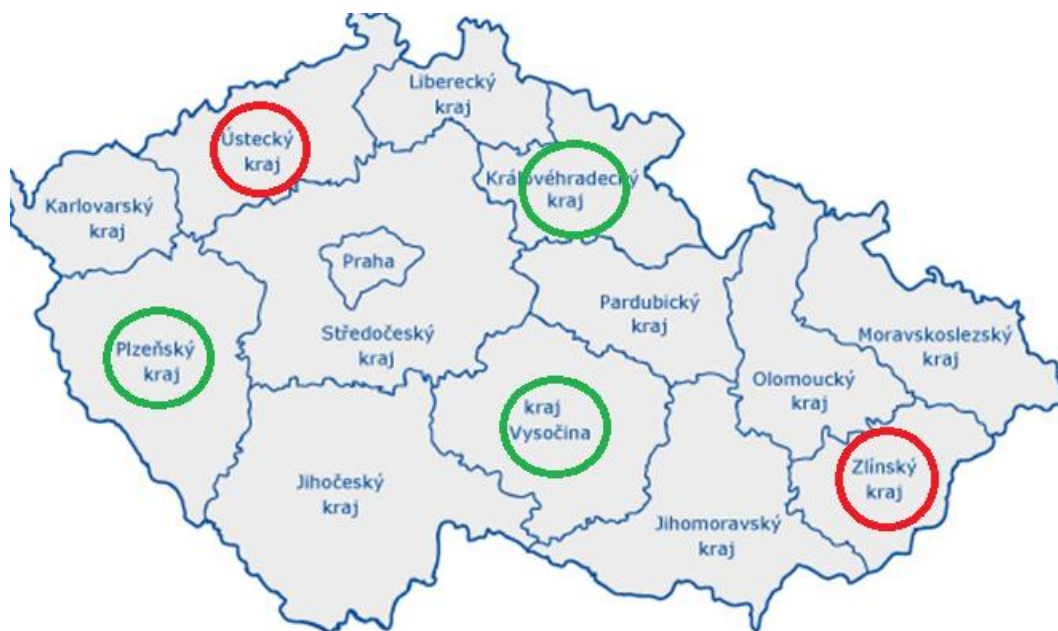 Liberecký
kraj
Ústecký
kraj
Královéhradecký
kraj
Karlovarský
kraj
Praha
Pardubický
kraj
Středočeský
kraj
Moravskoslezský
kraj
Plzeňský
kraj
Olomoucký
kraj
kraj
Vysočina
Zlínský
kraj
Jihočeský
kraj
Jihomoravský
kraj